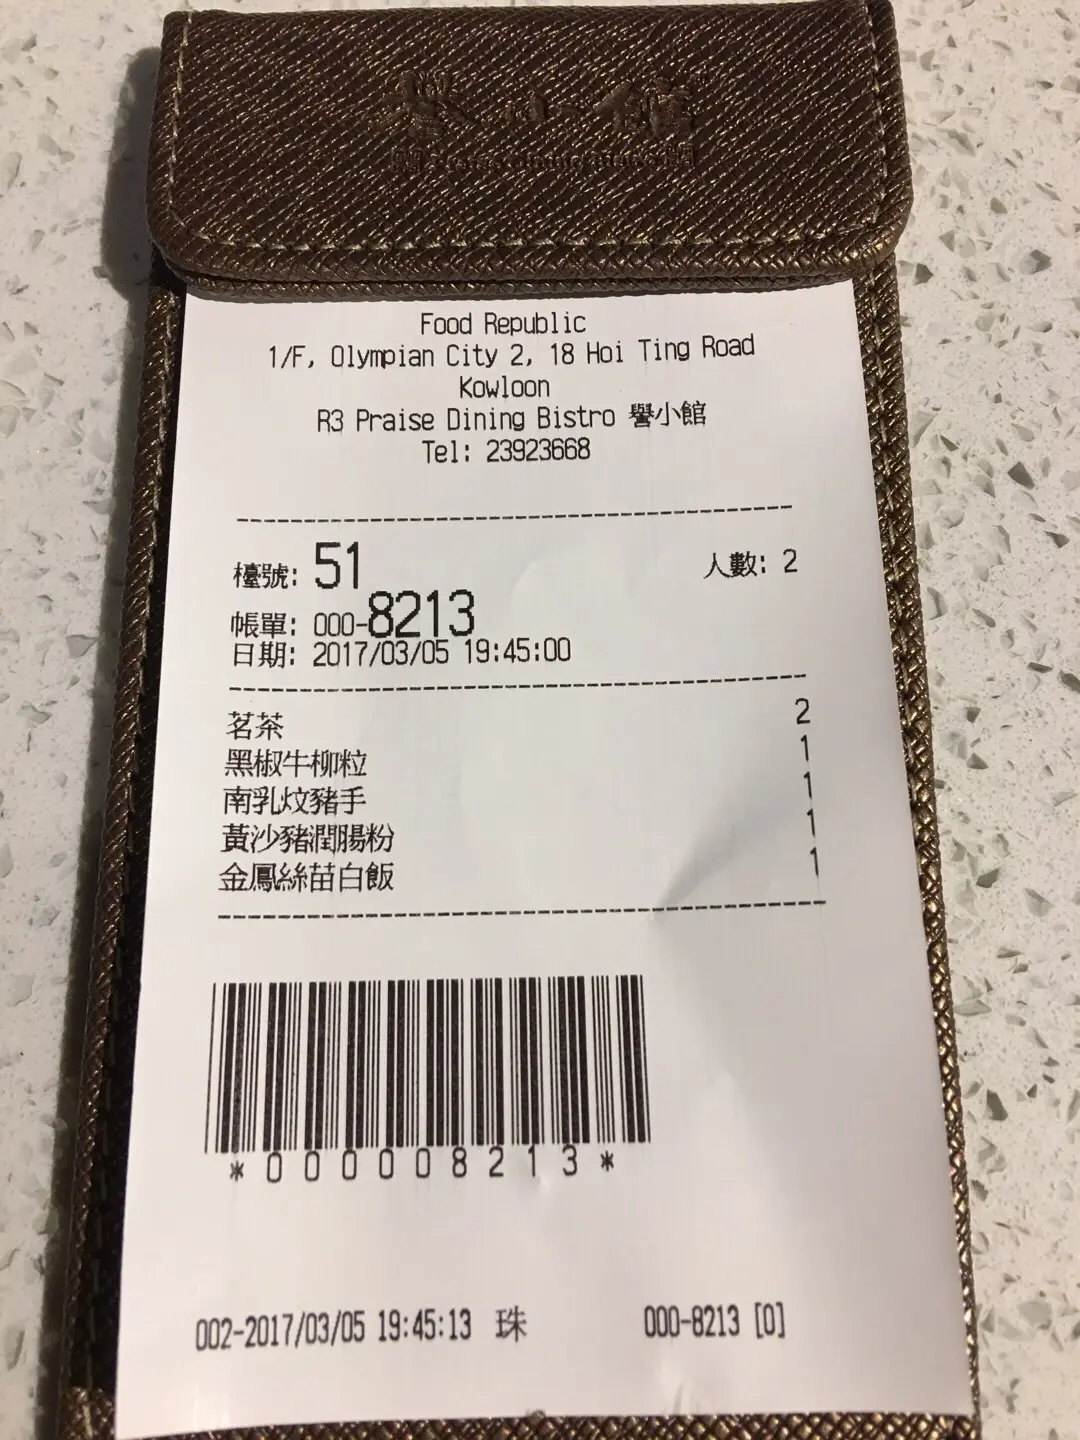 譽小館
Food Republic
1/F, Olympian City 2, 18 Hoi Ting Road
Kowloon
R3 Praise Dining Bistro 譽小館
Tel: 23923668
檯號: 51 人數: 2
帳單: 000-8213
日期: 2017/03/05 19:45:00
茗茶 2
黑椒牛柳粒 1
南乳炆豬手 1
黃沙豬潤腸粉 1
金鳳絲苗白飯 1
*000008213*
002-2017/03/05 19:45:13 珠 000-8213 [0]